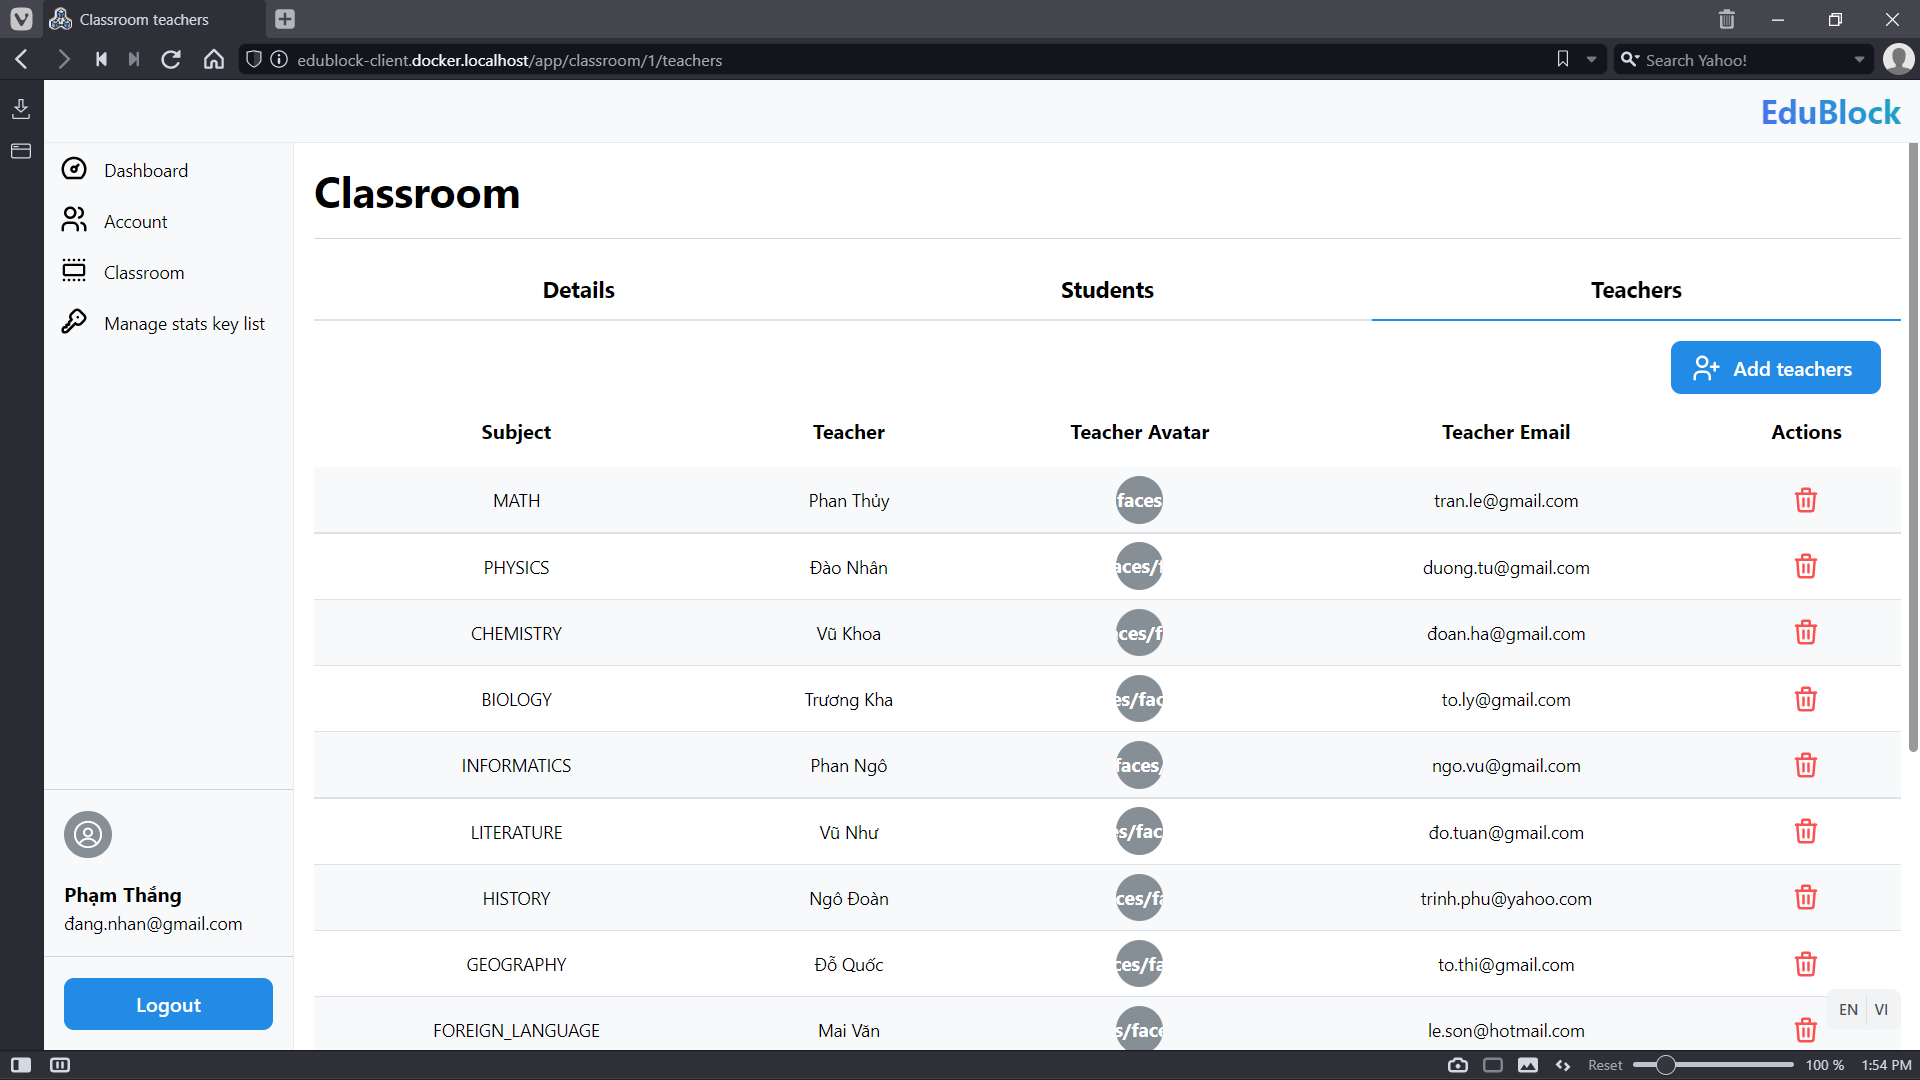 Classroom teachers
edublock-client.docker.localhost/app/classroom/1/teachers
Search Yahoo!
EduBlock
Dashboard
Account
Classroom
Manage stats key list
Phạm Thắng
đang.nhan@gmail.com
Logout
Classroom
Details Students Teachers
Add teachers
Subject Teacher Teacher Avatar Teacher Email Actions
MATH Phan Thủy faces tran.le@gmail.com
PHYSICS Đào Nhân aces/f duong.tu@gmail.com
CHEMISTRY Vũ Khoa ces/f đoan.ha@gmail.com
BIOLOGY Trương Kha es/fac to.ly@gmail.com
INFORMATICS Phan Ngô faces/ ngo.vu@gmail.com
LITERATURE Vũ Như s/fac đo.tuan@gmail.com
HISTORY Ngô Đoàn ces/fa trinh.phu@yahoo.com
GEOGRAPHY Đỗ Quốc ces/fa to.thi@gmail.com
FOREIGN_LANGUAGE Mai Văn s/face le.son@hotmail.com
EN VI
Reset 100 % 1:54 PM